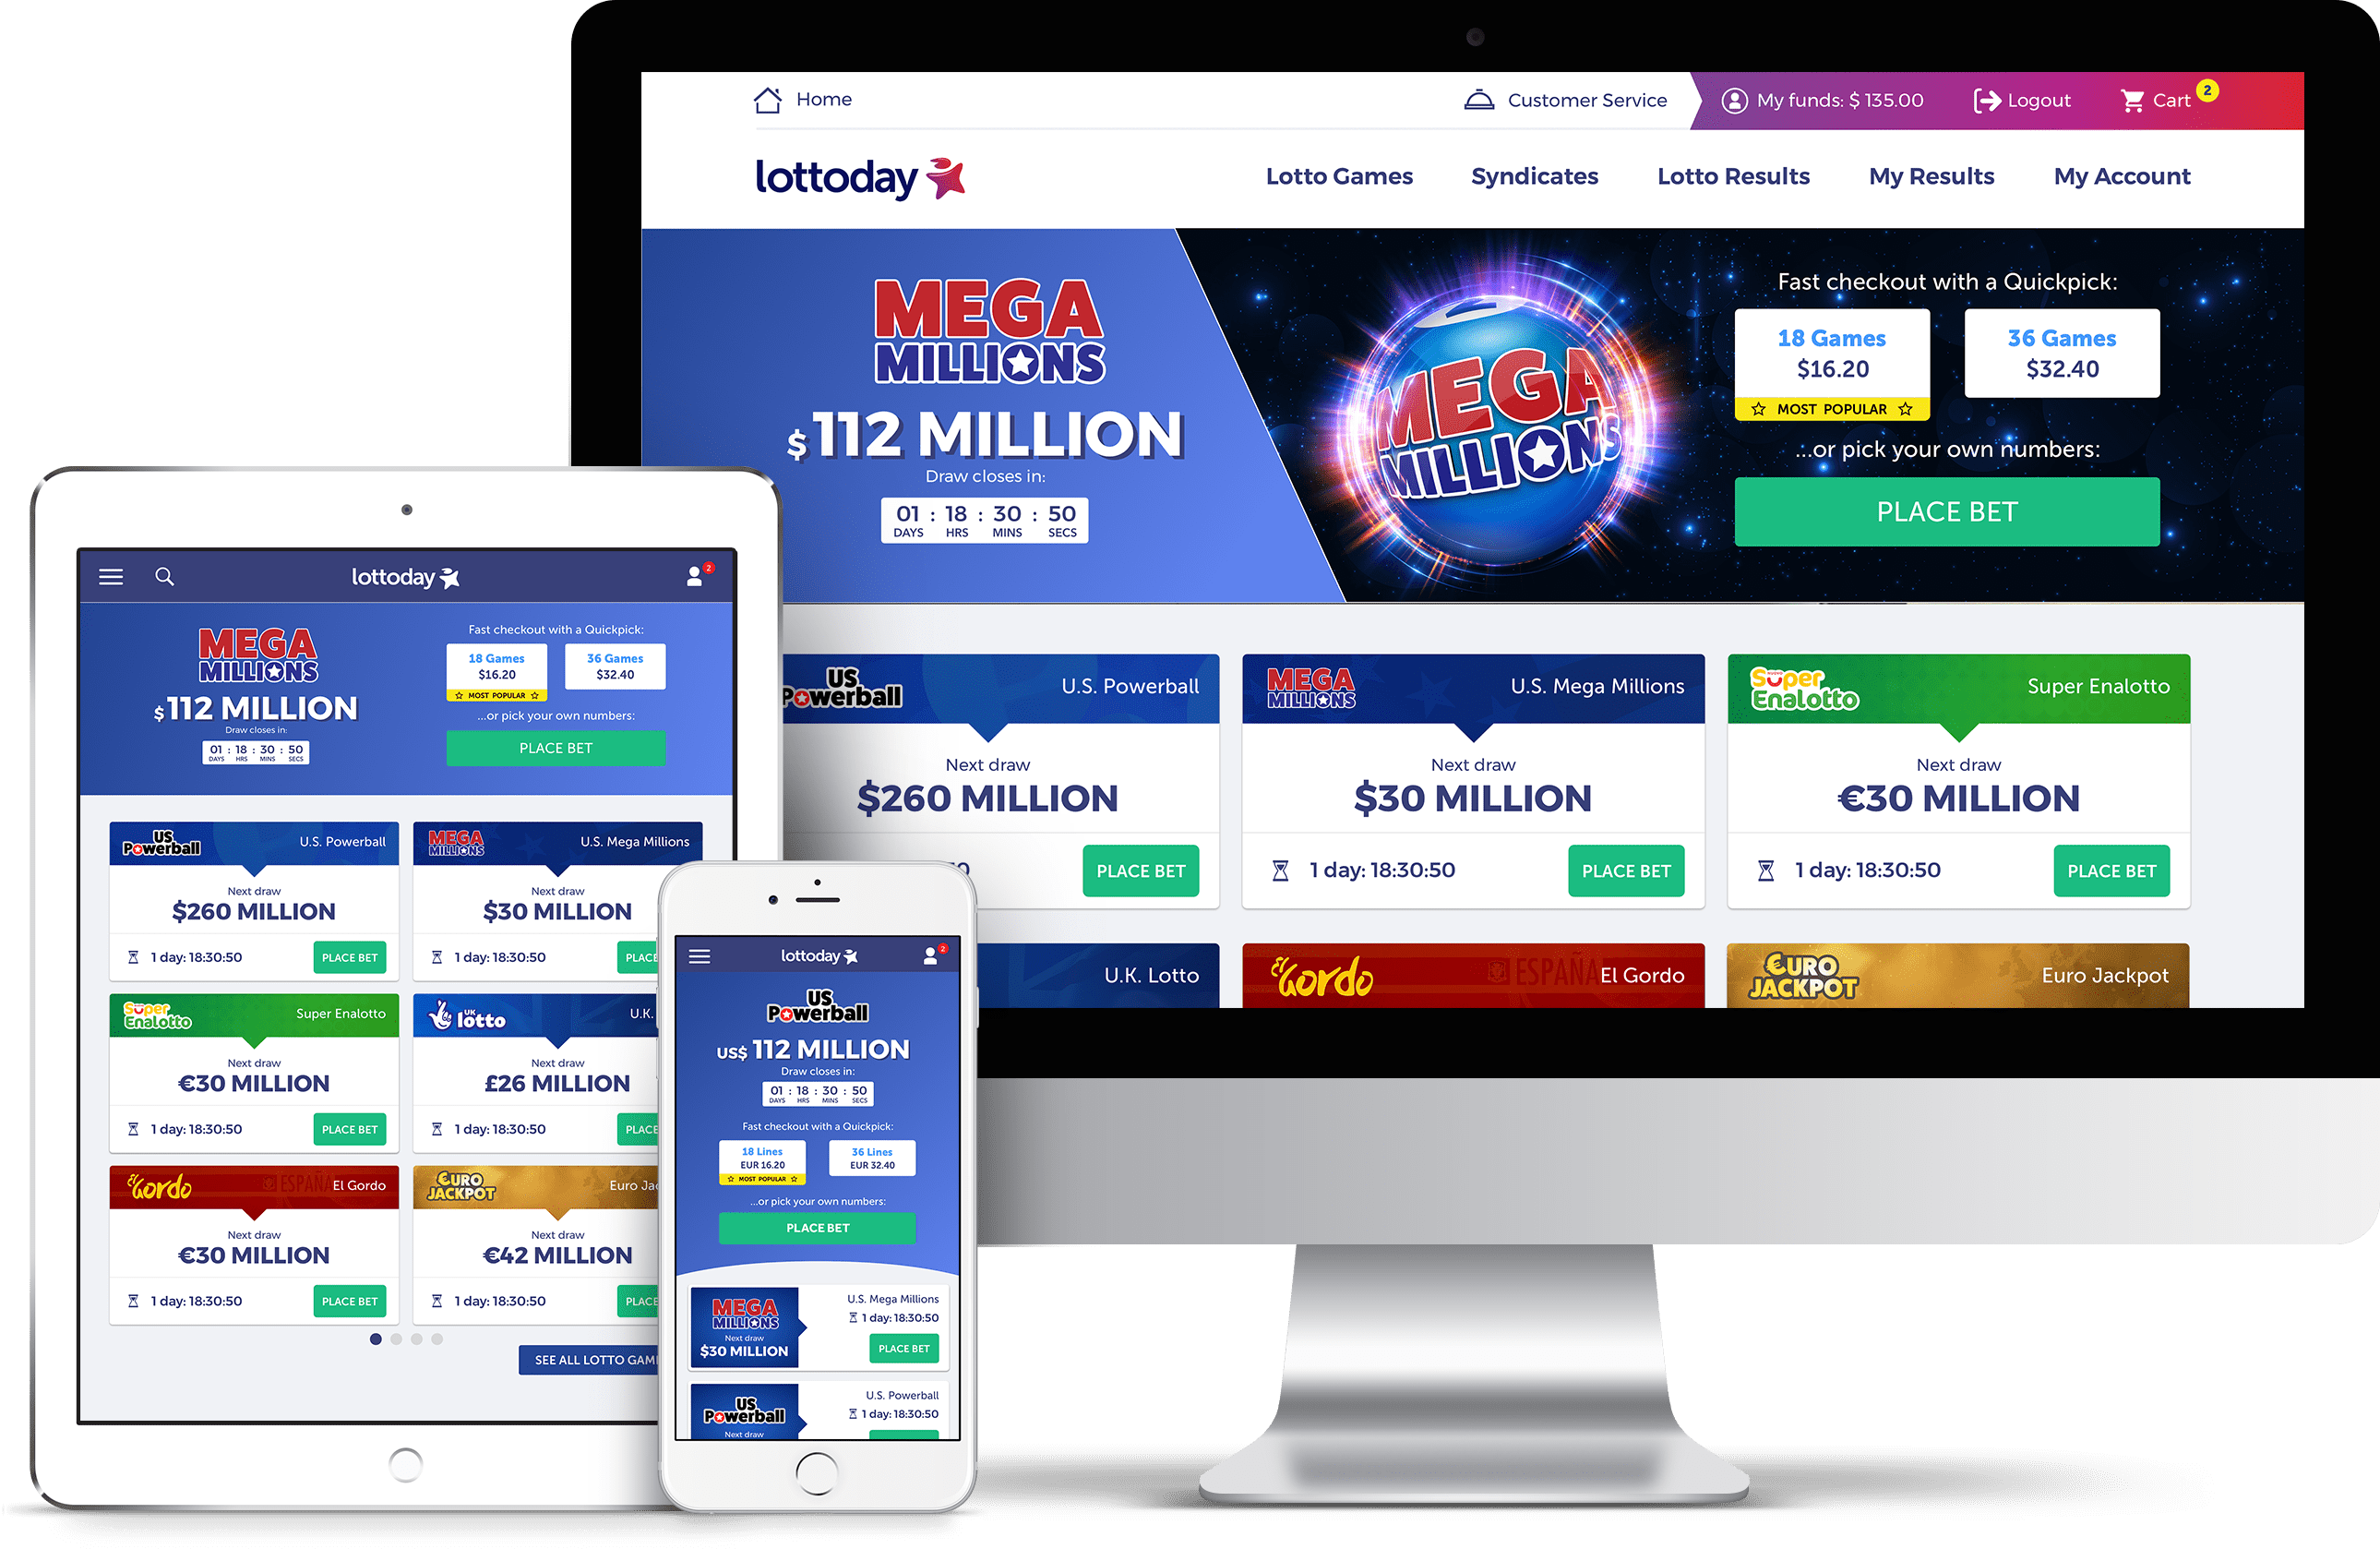 Home
Customer Service
My funds: $ 135.00
Logout
Cart
2
lottoday
Lotto Games
Syndicates
Lotto Results
My Results
My Account
MEGA
MILLIONS
$ 112 MILLION
Draw closes in:
01 : 18 : 30 : 50
DAYS HRS MINS SECS
MEGA
MILLIONS
Fast checkout with a Quickpick:
18 Games
$16.20
MOST POPULAR
36 Games
$32.40
...or pick your own numbers:
PLACE BET
US
Powerball
U.S. Powerball
Next draw
$260 MILLION
PLACE BET
MEGA
MILLIONS
U.S. Mega Millions
Next draw
$30 MILLION
1 day: 18:30:50
PLACE BET
Super
Enalotto
Super Enalotto
Next draw
€30 MILLION
1 day: 18:30:50
PLACE BET
U.K. Lotto
El Gordo
ESPAÑA
El Gordo
EURO
JACKPOT
Euro Jackpot
lottoday
2
MEGA
MILLIONS
$ 112 MILLION
Draw closes in:
01 : 18 : 30 : 50
DAYS HRS MINS SECS
Fast checkout with a Quickpick:
18 Games
$16.20
MOST POPULAR
36 Games
$32.40
...or pick your own numbers:
PLACE BET
US
Powerball
U.S. Powerball
Next draw
$260 MILLION
1 day: 18:30:50
PLACE BET
MEGA
MILLIONS
U.S. Mega Millions
Next draw
$30 MILLION
1 day: 18:30:50
PLACE
Super
Enalotto
Super Enalotto
Next draw
€30 MILLION
1 day: 18:30:50
PLACE BET
UK
lotto
U.K.
Next draw
£26 MILLION
1 day: 18:30:50
PLACE
El Gordo
ESPAÑA
El Gordo
Next draw
€30 MILLION
1 day: 18:30:50
PLACE BET
EURO
JACKPOT
Euro Ja
Next draw
€42 MILLION
1 day: 18:30:50
PLACE
SEE ALL LOTTO GAM
lottoday
2
US
Powerball
US$ 112 MILLION
Draw closes in:
01 : 18 : 30 : 50
DAYS HRS MINS SECS
Fast checkout with a Quickpick:
18 Lines
EUR 16.20
MOST POPULAR
36 Lines
EUR 32.40
...or pick your own numbers:
PLACE BET
MEGA
MILLIONS
Next draw
$30 MILLION
U.S. Mega Millions
1 day: 18:30:50
PLACE BET
US
Powerball
Next draw
U.S. Powerball
1 day: 18:30:50